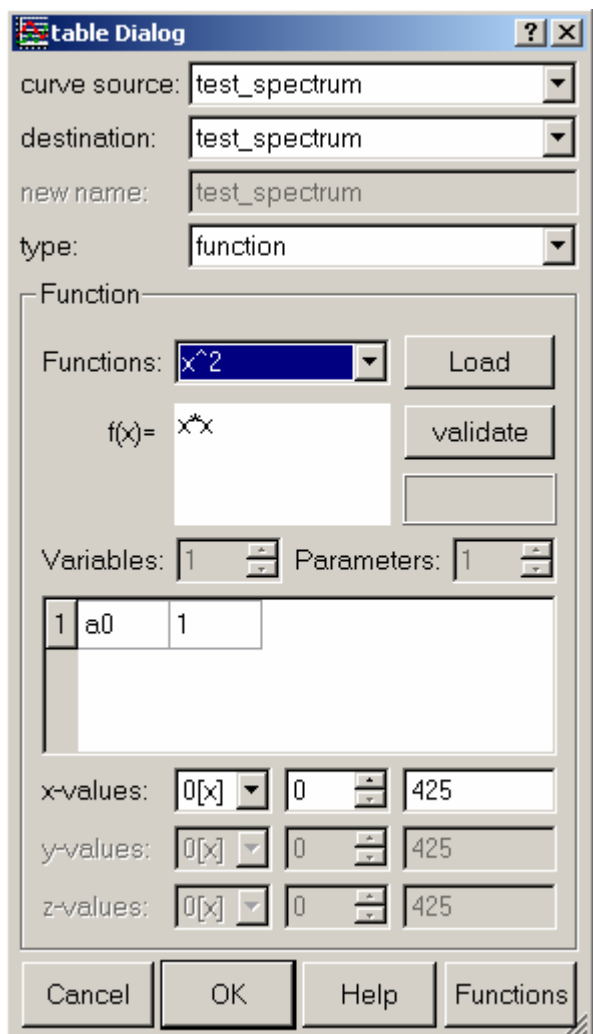 table Dialog ? ×
curve source: test_spectrum
destination: test_spectrum
new name: test_spectrum
type: function
Function
Functions: x^2 Load
f(x)= x*x validate
Variables: 1 Parameters: 1
1 a0 1
x-values: 0[x] 0 425
y-values: 0[x] 0 425
z-values: 0[x] 0 425
Cancel OK Help Functions